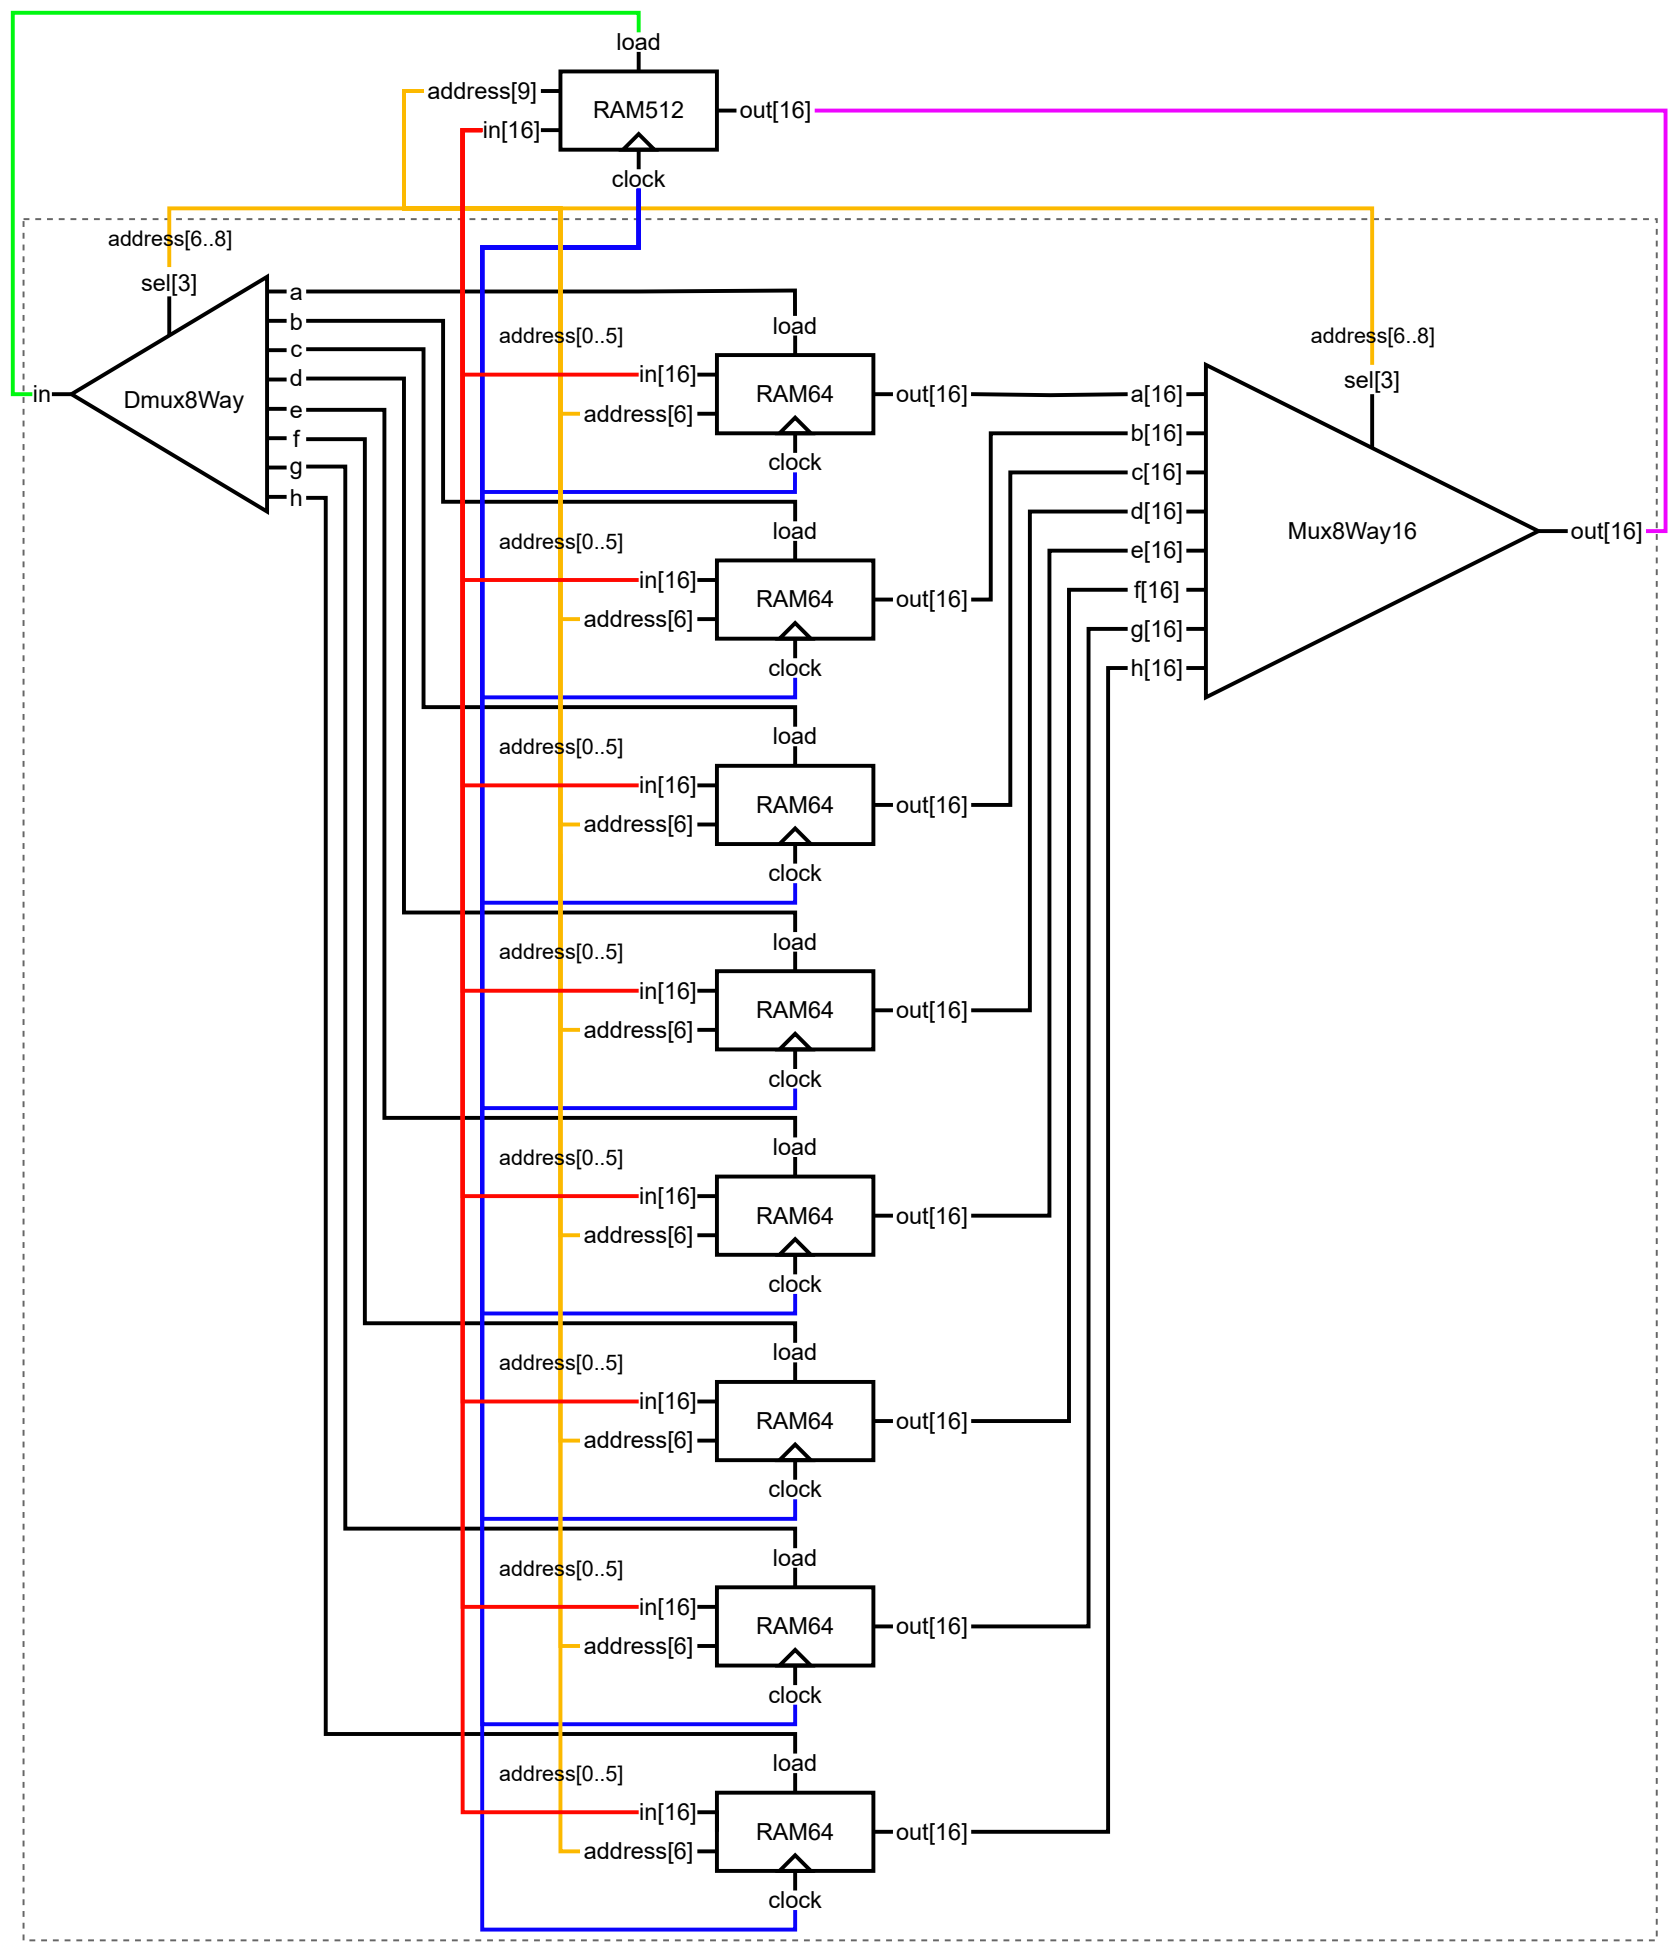 load
address[9]
RAM512
out[16]
in[16]
clock
address[6..8]
sel[3]
in
Dmux8Way
a
b
c
d
e
f
g
h
address[0..5]
load
in[16]
RAM64
out[16]
address[6]
clock
address[0..5]
load
in[16]
RAM64
out[16]
address[6]
clock
address[0..5]
load
in[16]
RAM64
out[16]
address[6]
clock
address[0..5]
load
in[16]
RAM64
out[16]
address[6]
clock
address[0..5]
load
in[16]
RAM64
out[16]
address[6]
clock
address[0..5]
load
in[16]
RAM64
out[16]
address[6]
clock
address[0..5]
load
in[16]
RAM64
out[16]
address[6]
clock
address[0..5]
load
in[16]
RAM64
out[16]
address[6]
clock
address[6..8]
sel[3]
a[16]
b[16]
c[16]
d[16]
e[16]
f[16]
g[16]
h[16]
Mux8Way16
out[16]